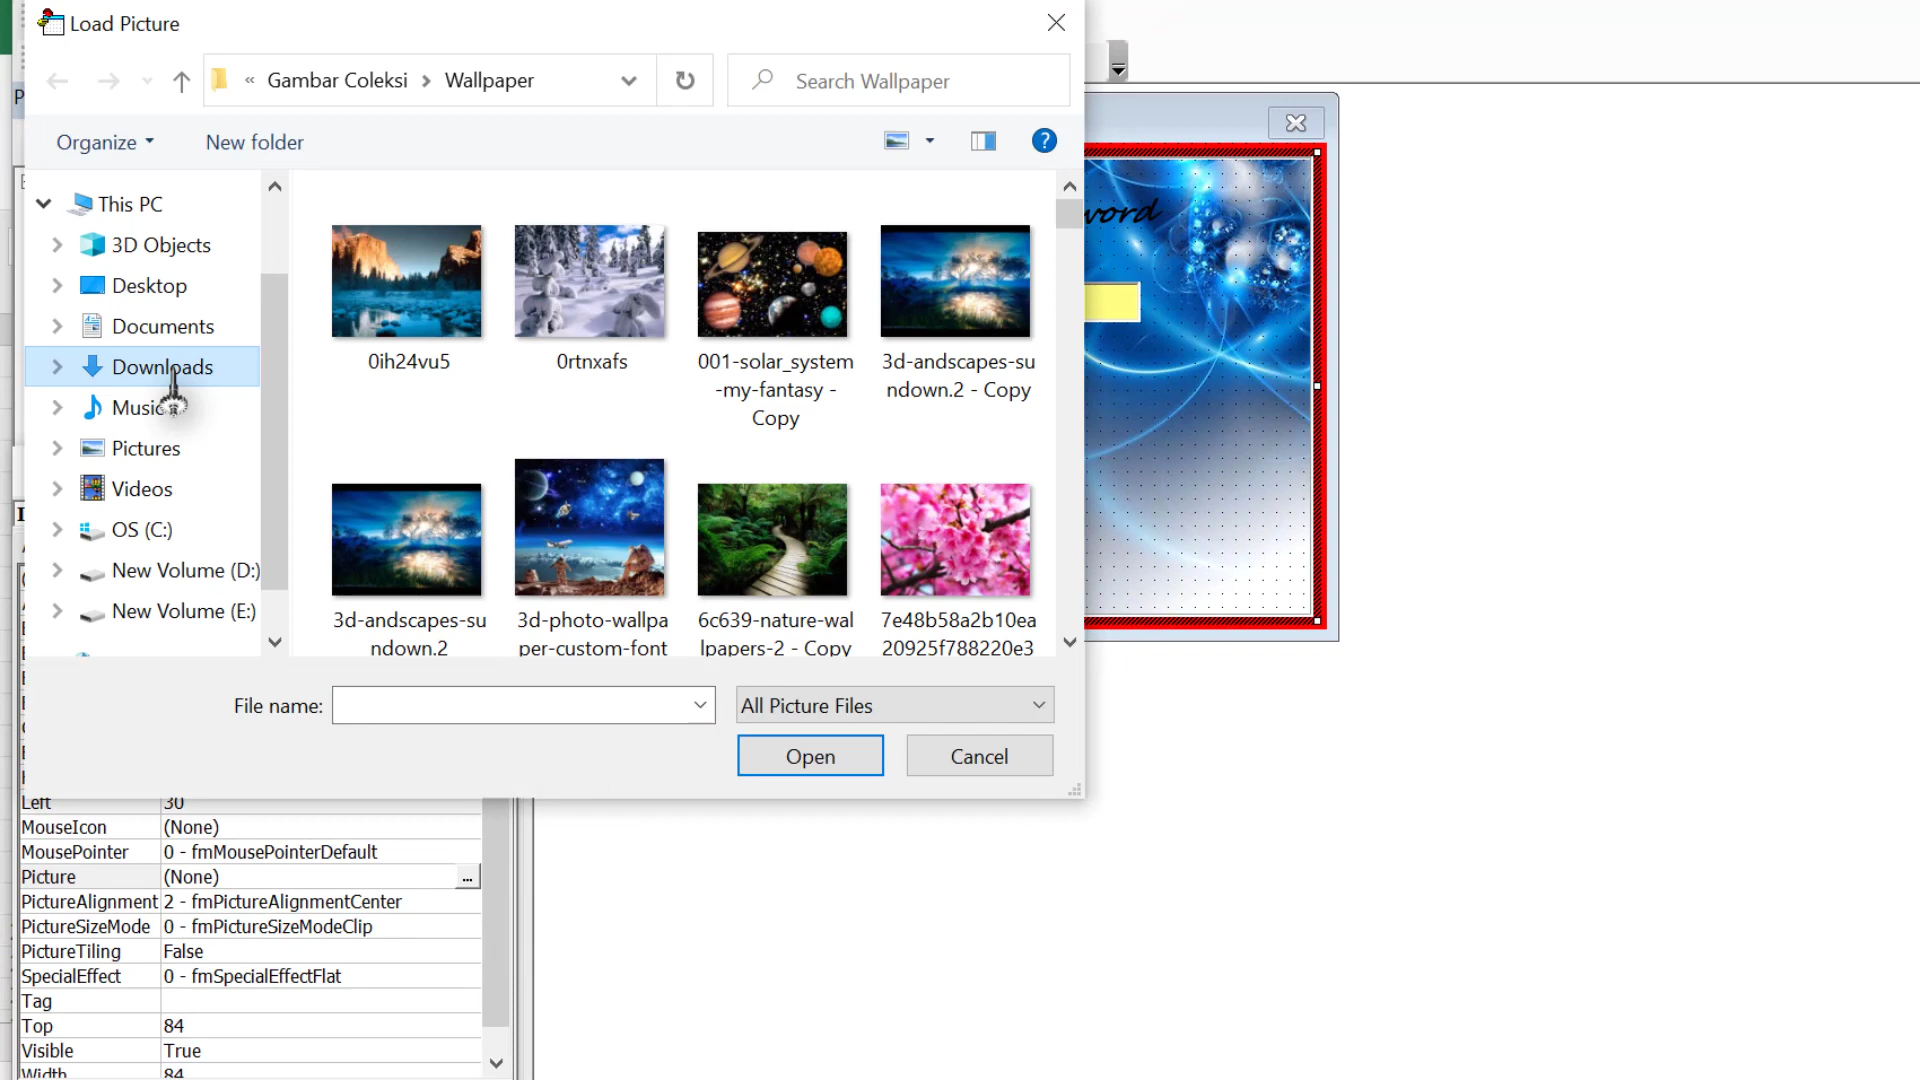 Load Picture
« Gambar Coleksi › Wallpaper
Search Wallpaper
Organize
New folder
?
This PC
3D Objects
Desktop
Documents
Downloads
Music
Pictures
Videos
OS (C:)
New Volume (D:)
New Volume (E:)
0ih24vu5
0rtnxafs
001-solar_system
-my-fantasy -
Copy
3d-andscapes-su
ndown.2 - Copy
3d-andscapes-su
ndown.2
3d-photo-wallpa
per-custom-font
6c639-nature-wal
lpapers-2 - Copy
7e48b58a2b10ea
20925f788220e3
File name:
All Picture Files
Open
Cancel
word
Left 30
MouseIcon (None)
MousePointer 0 - fmMousePointerDefault
Picture (None) ...
PictureAlignment 2 - fmPictureAlignmentCenter
PictureSizeMode 0 - fmPictureSizeModeClip
PictureTiling False
SpecialEffect 0 - fmSpecialEffectFlat
Tag
Top 84
Visible True
Width 84